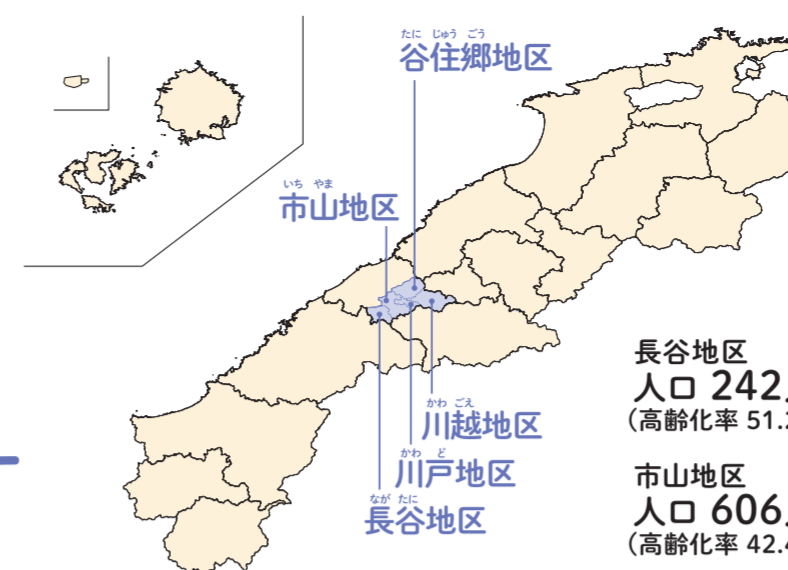 たに じゅう ごう
谷住郷地区
いち やま
市山地区
かわ ごえ
川越地区
かわ ど
川戸地区
なが たに
長谷地区
長谷地区
人口 242
(高齢化率 51.2
市山地区
人口 606
(高齢化率 42.4